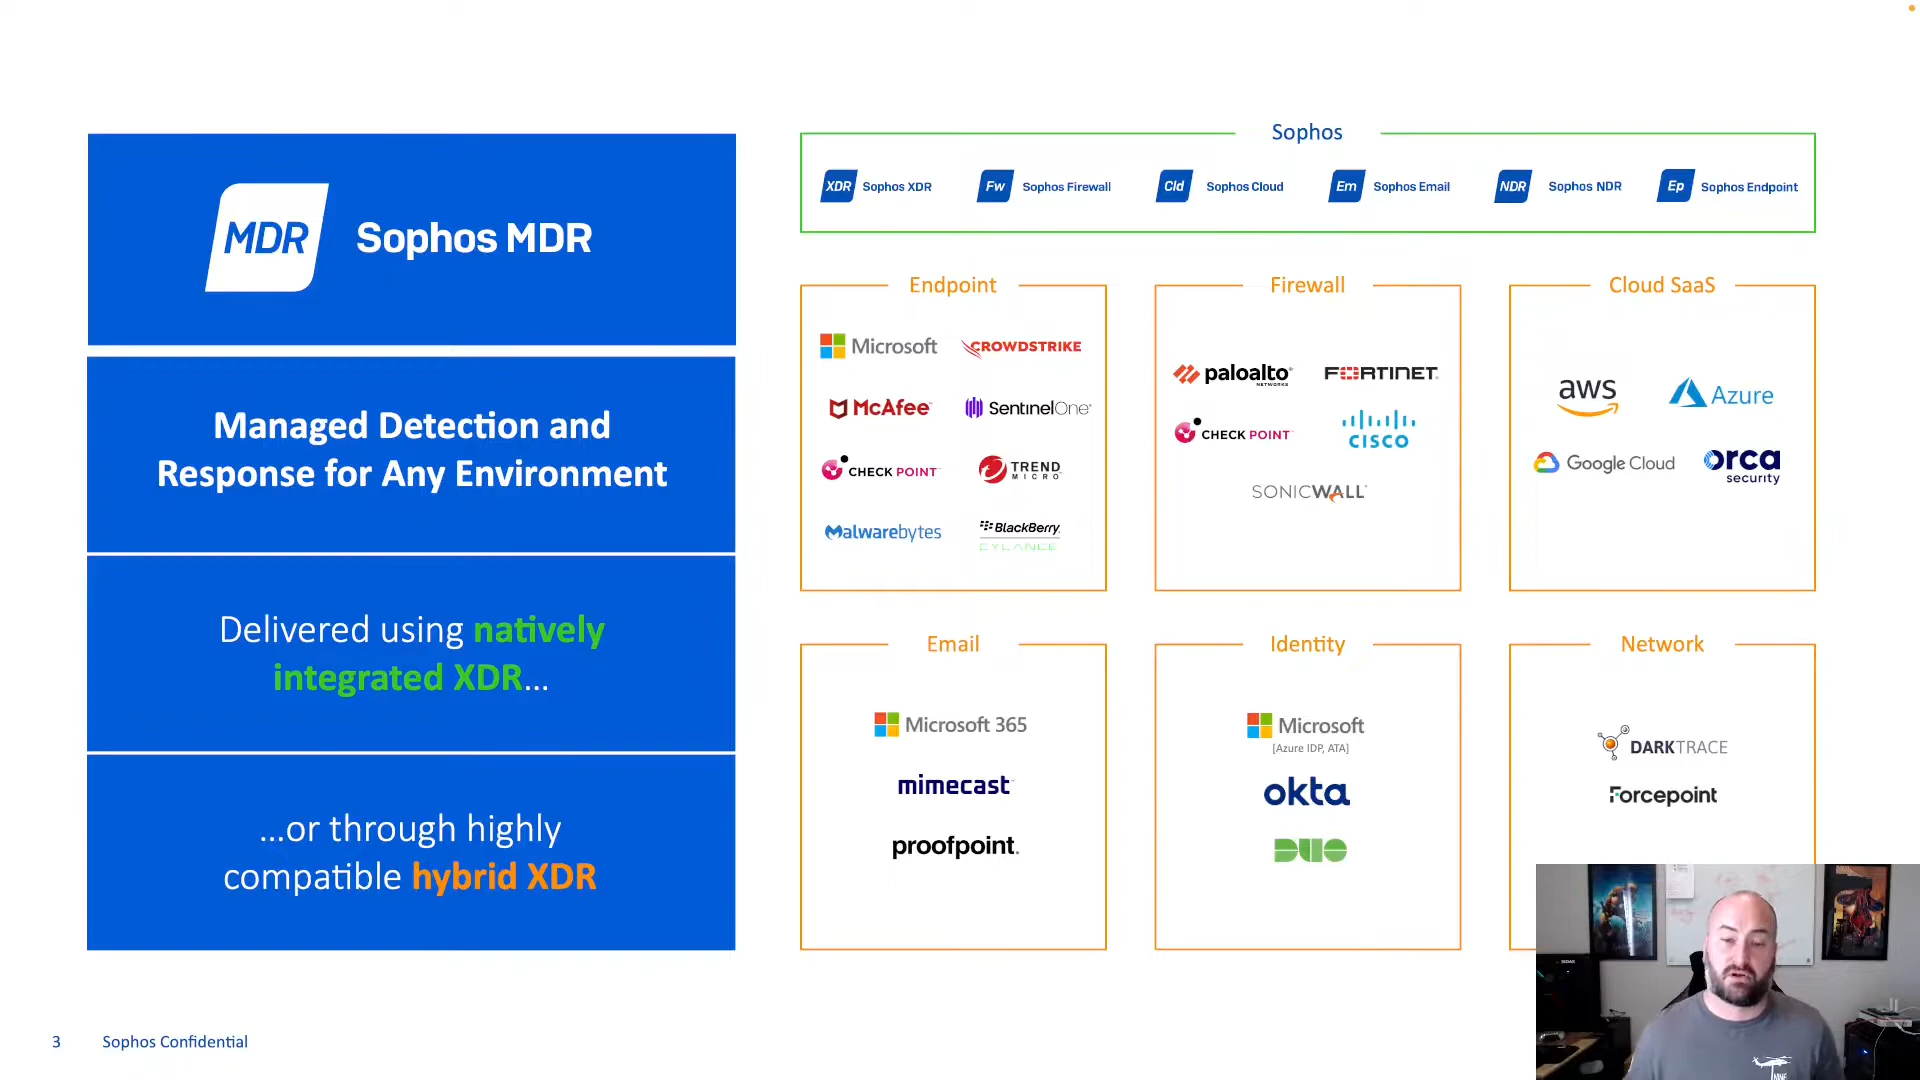 MDR
Sophos MDR
Managed Detection and
Response for Any Environment
Delivered using natively
integrated XDR...
...or through highly
compatible hybrid XDR
Sophos
XDR Sophos XDR
Fw Sophos Firewall
Cld Sophos Cloud
Em Sophos Email
NDR Sophos NDR
Ep Sophos Endpoint
Endpoint
Microsoft
CROWDSTRIKE
McAfee
SentinelOne
CHECK POINT
TREND
MICRO
Malwarebytes
BlackBerry
CYLANCE
Firewall
paloalto
NETWORKS
FORTINET
CHECK POINT
CISCO
SONICWALL
Cloud SaaS
aws
Azure
Google Cloud
orca
security
Email
Microsoft 365
mimecast
proofpoint
Identity
Microsoft
[Azure IDP, ATA]
okta
DUO
Network
DARKTRACE
Forcepoint
3 Sophos Confidential